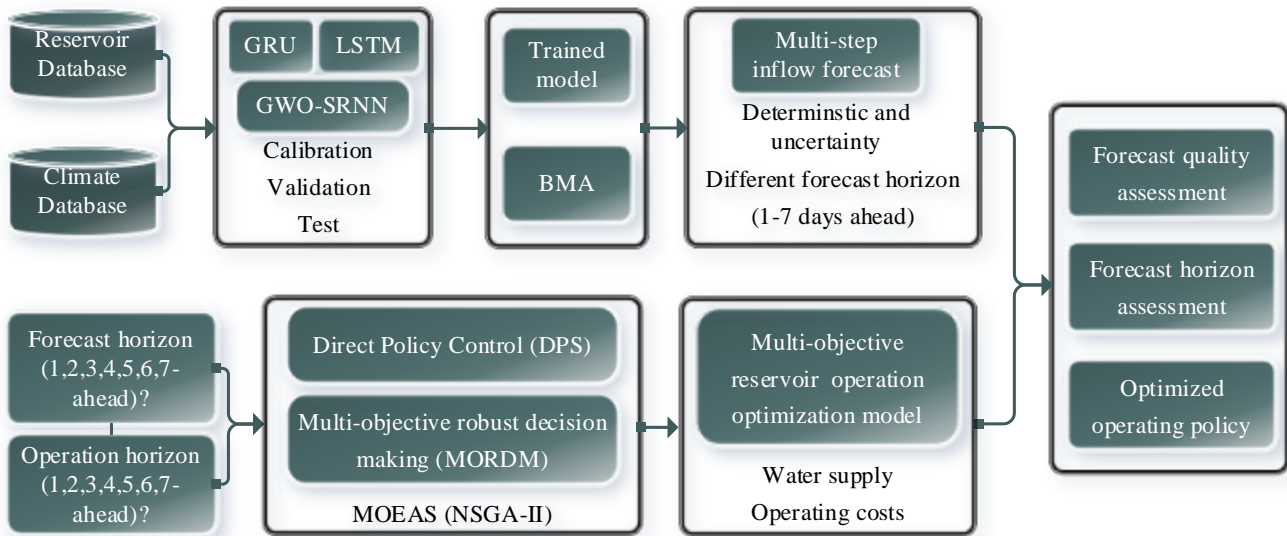 Reservoir
Database
Climate
Database
GRU
LSTM
GWO-SRNN
Calibration
Validation
Test
Trained
model
BMA
Multi-step
inflow forecast
Determinstic and
uncertainty
Different forecast horizon
(1-7 days ahead)
Forecast horizon
(1,2,3,4,5,6,7-
ahead)?
Operation horizon
(1,2,3,4,5,6,7-
ahead)?
Direct Policy Control (DPS)
Multi-objective robust decision
making (MORDM)
MOEAS (NSGA-II)
Multi-objective
reservoir operation
optimization model
Water supply
Operating costs
Forecast quality
assessment
Forecast horizon
assessment
Optimized
operating policy